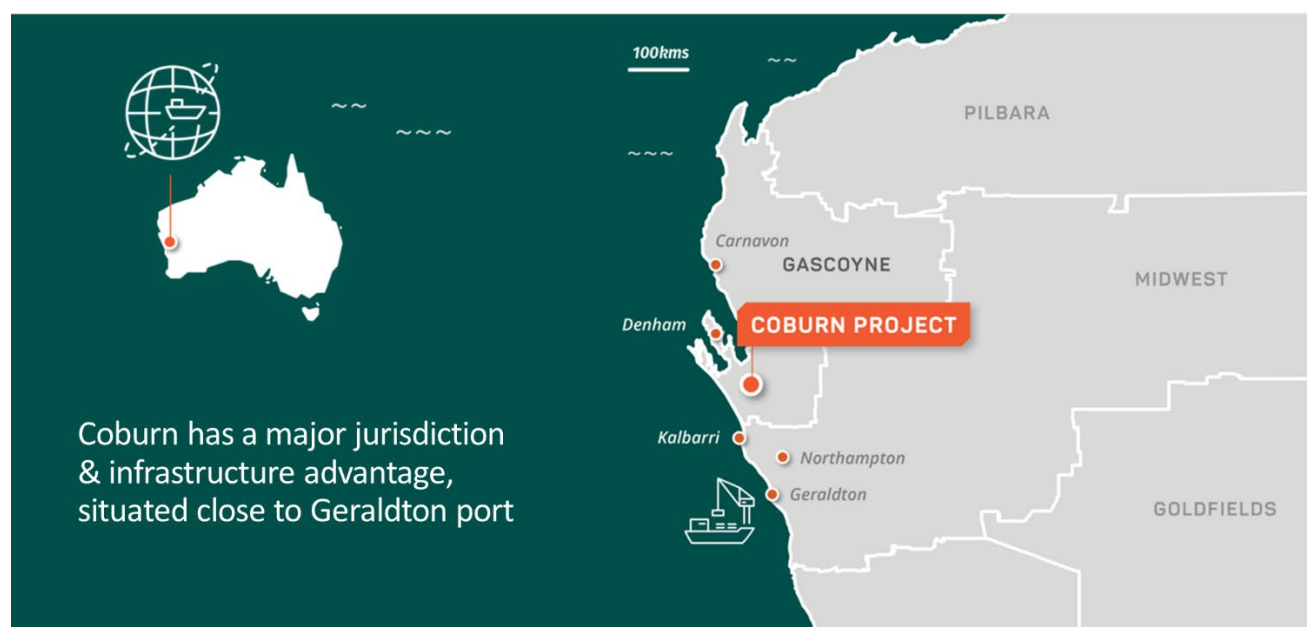 100kms
PILBARA
Carnavon
GASCOYNE
MIDWEST
Denham
COBURN PROJECT
Coburn has a major jurisdiction
& infrastructure advantage,
situated close to Geraldton port
Kalbarri
Northampton
Geraldton
GOLDFIELDS